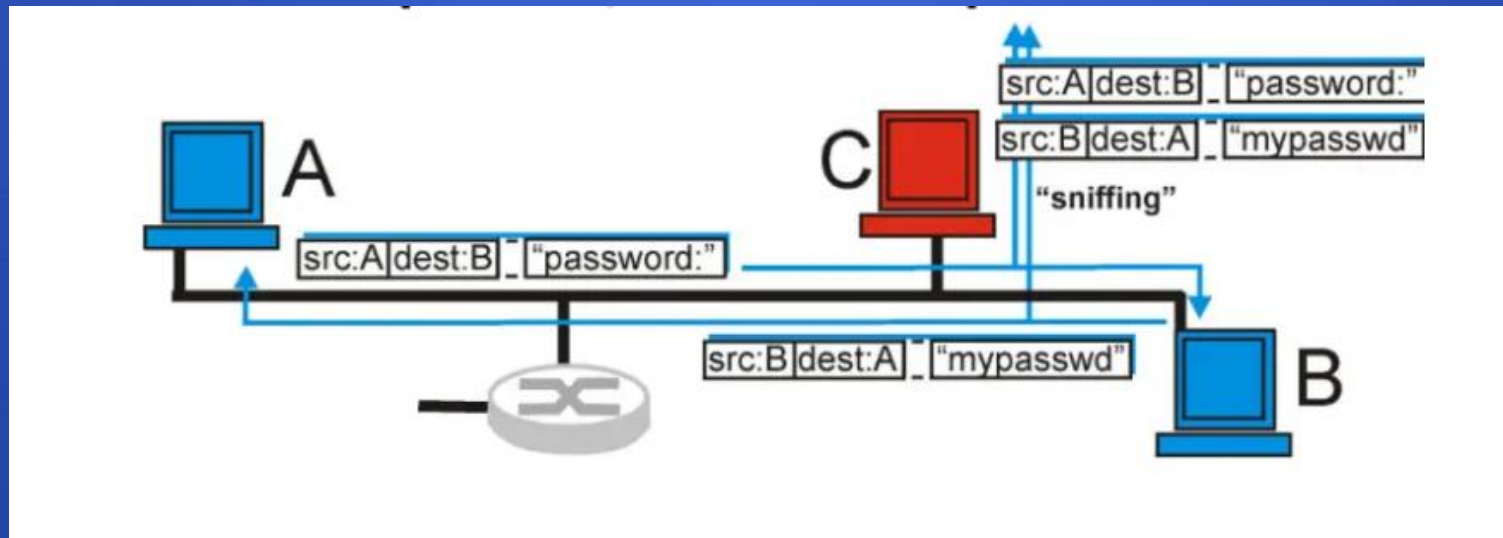 src:A dest:B "password:"
A
C
src:B dest:A "mypasswd"
"sniffing"
src:A dest:B "password:"
src:B dest:A "mypasswd"
B